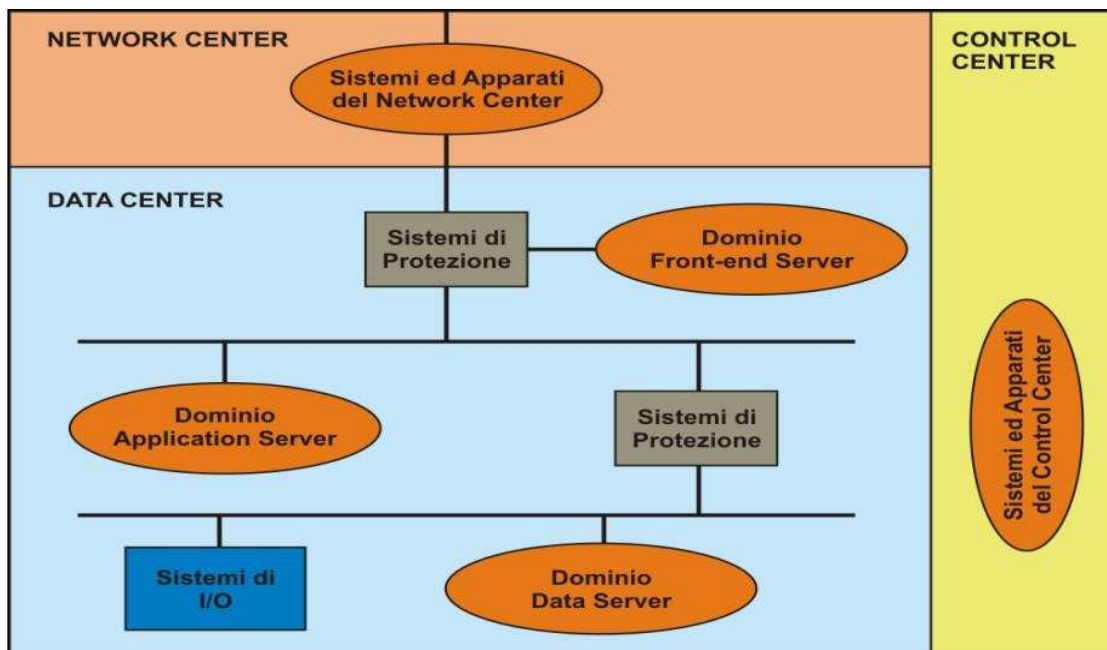 NETWORK CENTER
Sistemi ed Apparati
del Network Center
CONTROL
CENTER
DATA CENTER
Sistemi di
Protezione
Dominio
Front-end Server
Dominio
Application Server
Sistemi di
Protezione
Sistemi ed Apparati
del Control Center
Sistemi di
I/O
Dominio
Data Server